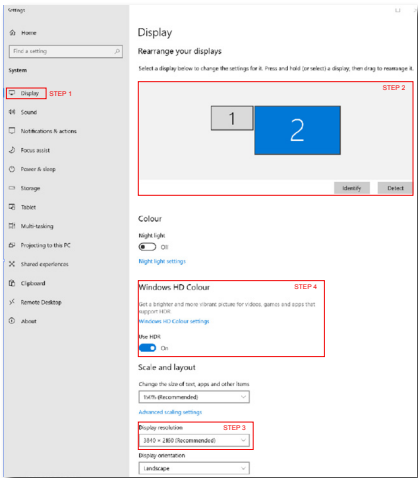 Settings
Home
Find a setting
System
Display
STEP 1
Sound
Notifications & actions
Focus assist
Power & sleep
Storage
Tablet
Multi-tasking
Projecting to this PC
Shared experiences
Clipboard
Remote Desktop
About
Display
Rearrange your displays
Select a display below to change the settings for it. Press and hold (or select) a display, then drag to rearrange it.
STEP 2
1
2
Identify
Detect
Colour
Night light
Off
Night light settings
Windows HD Colour
STEP 4
Get a brighter and more vibrant picture for videos, games and apps that
support HDR.
Windows HD Colour settings
Use HDR
On
Scale and layout
Change the size of text, apps and other items
(Recommended)
Advanced scaling settings
Display resolution
STEP 3
3840 × 2160 (Recommended)
Display orientation
Landscape